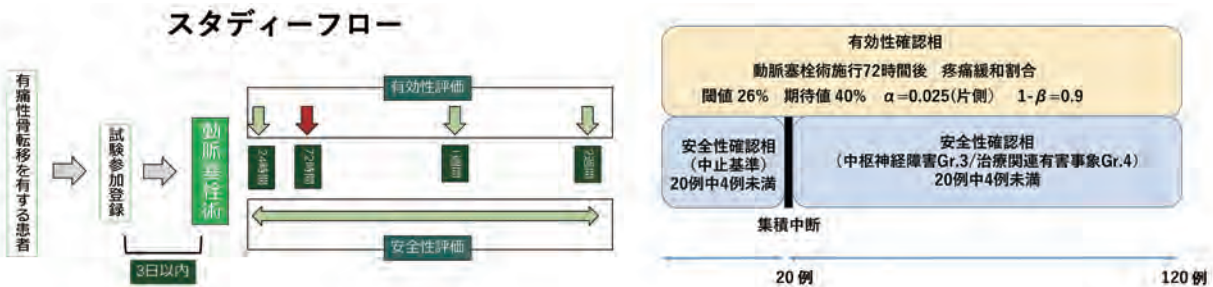 スタディーフロー
有痛性骨転移を有する患者
試験参加登録
動脈塞栓術
3日以内
有効性評価
24時間
72時間
1週間
2週間
安全性評価
有効性確認相
動脈塞栓術施行72時間後 疼痛緩和割合
閾値 26% 期待値 40% α=0.025(片側) 1-β=0.9
安全性確認相
(中止基準)
20例中4例未満
安全性確認相
(中枢神経障害Gr.3/治療関連有害事象Gr.4)
20例中4例未満
集積中断
20 例
120 例